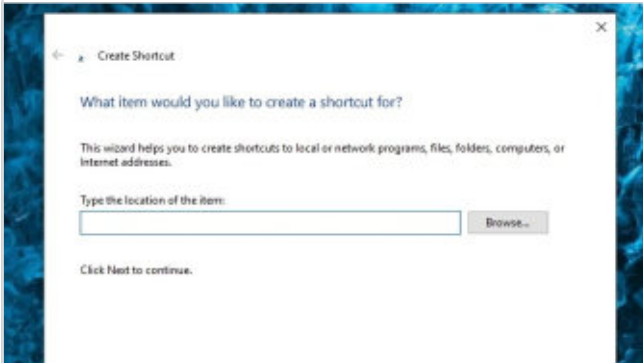 Create Shortcut
What item would you like to create a shortcut for?
This wizard helps you to create shortcuts to local or network programs, files, folders, computers, or
Internet addresses.
Type the location of the item:
Browse...
Click Next to continue.